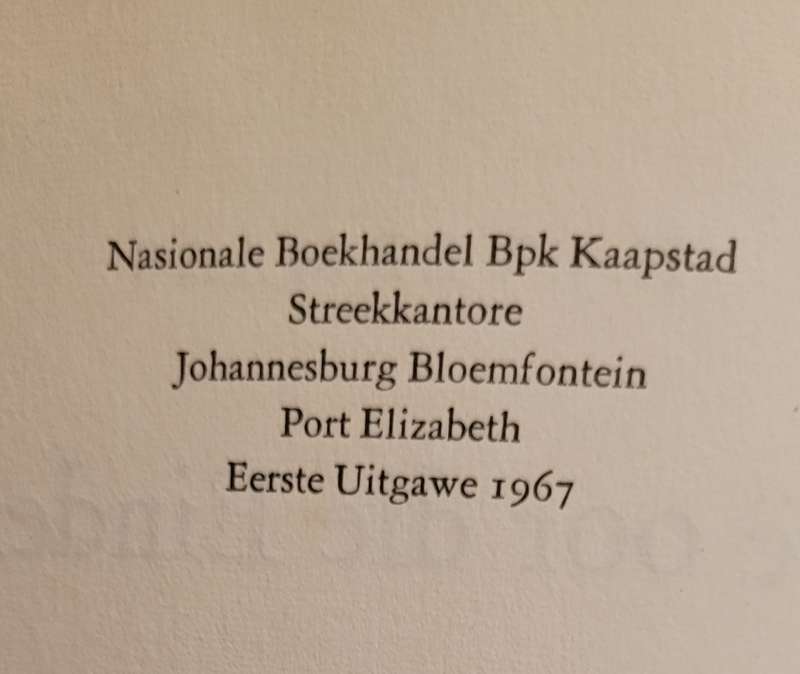 Nasionale Boekhandel Bpk Kaapstad
Streekkantore
Johannesburg Bloemfontein
Port Elizabeth
Eerste Uitgawe 1967